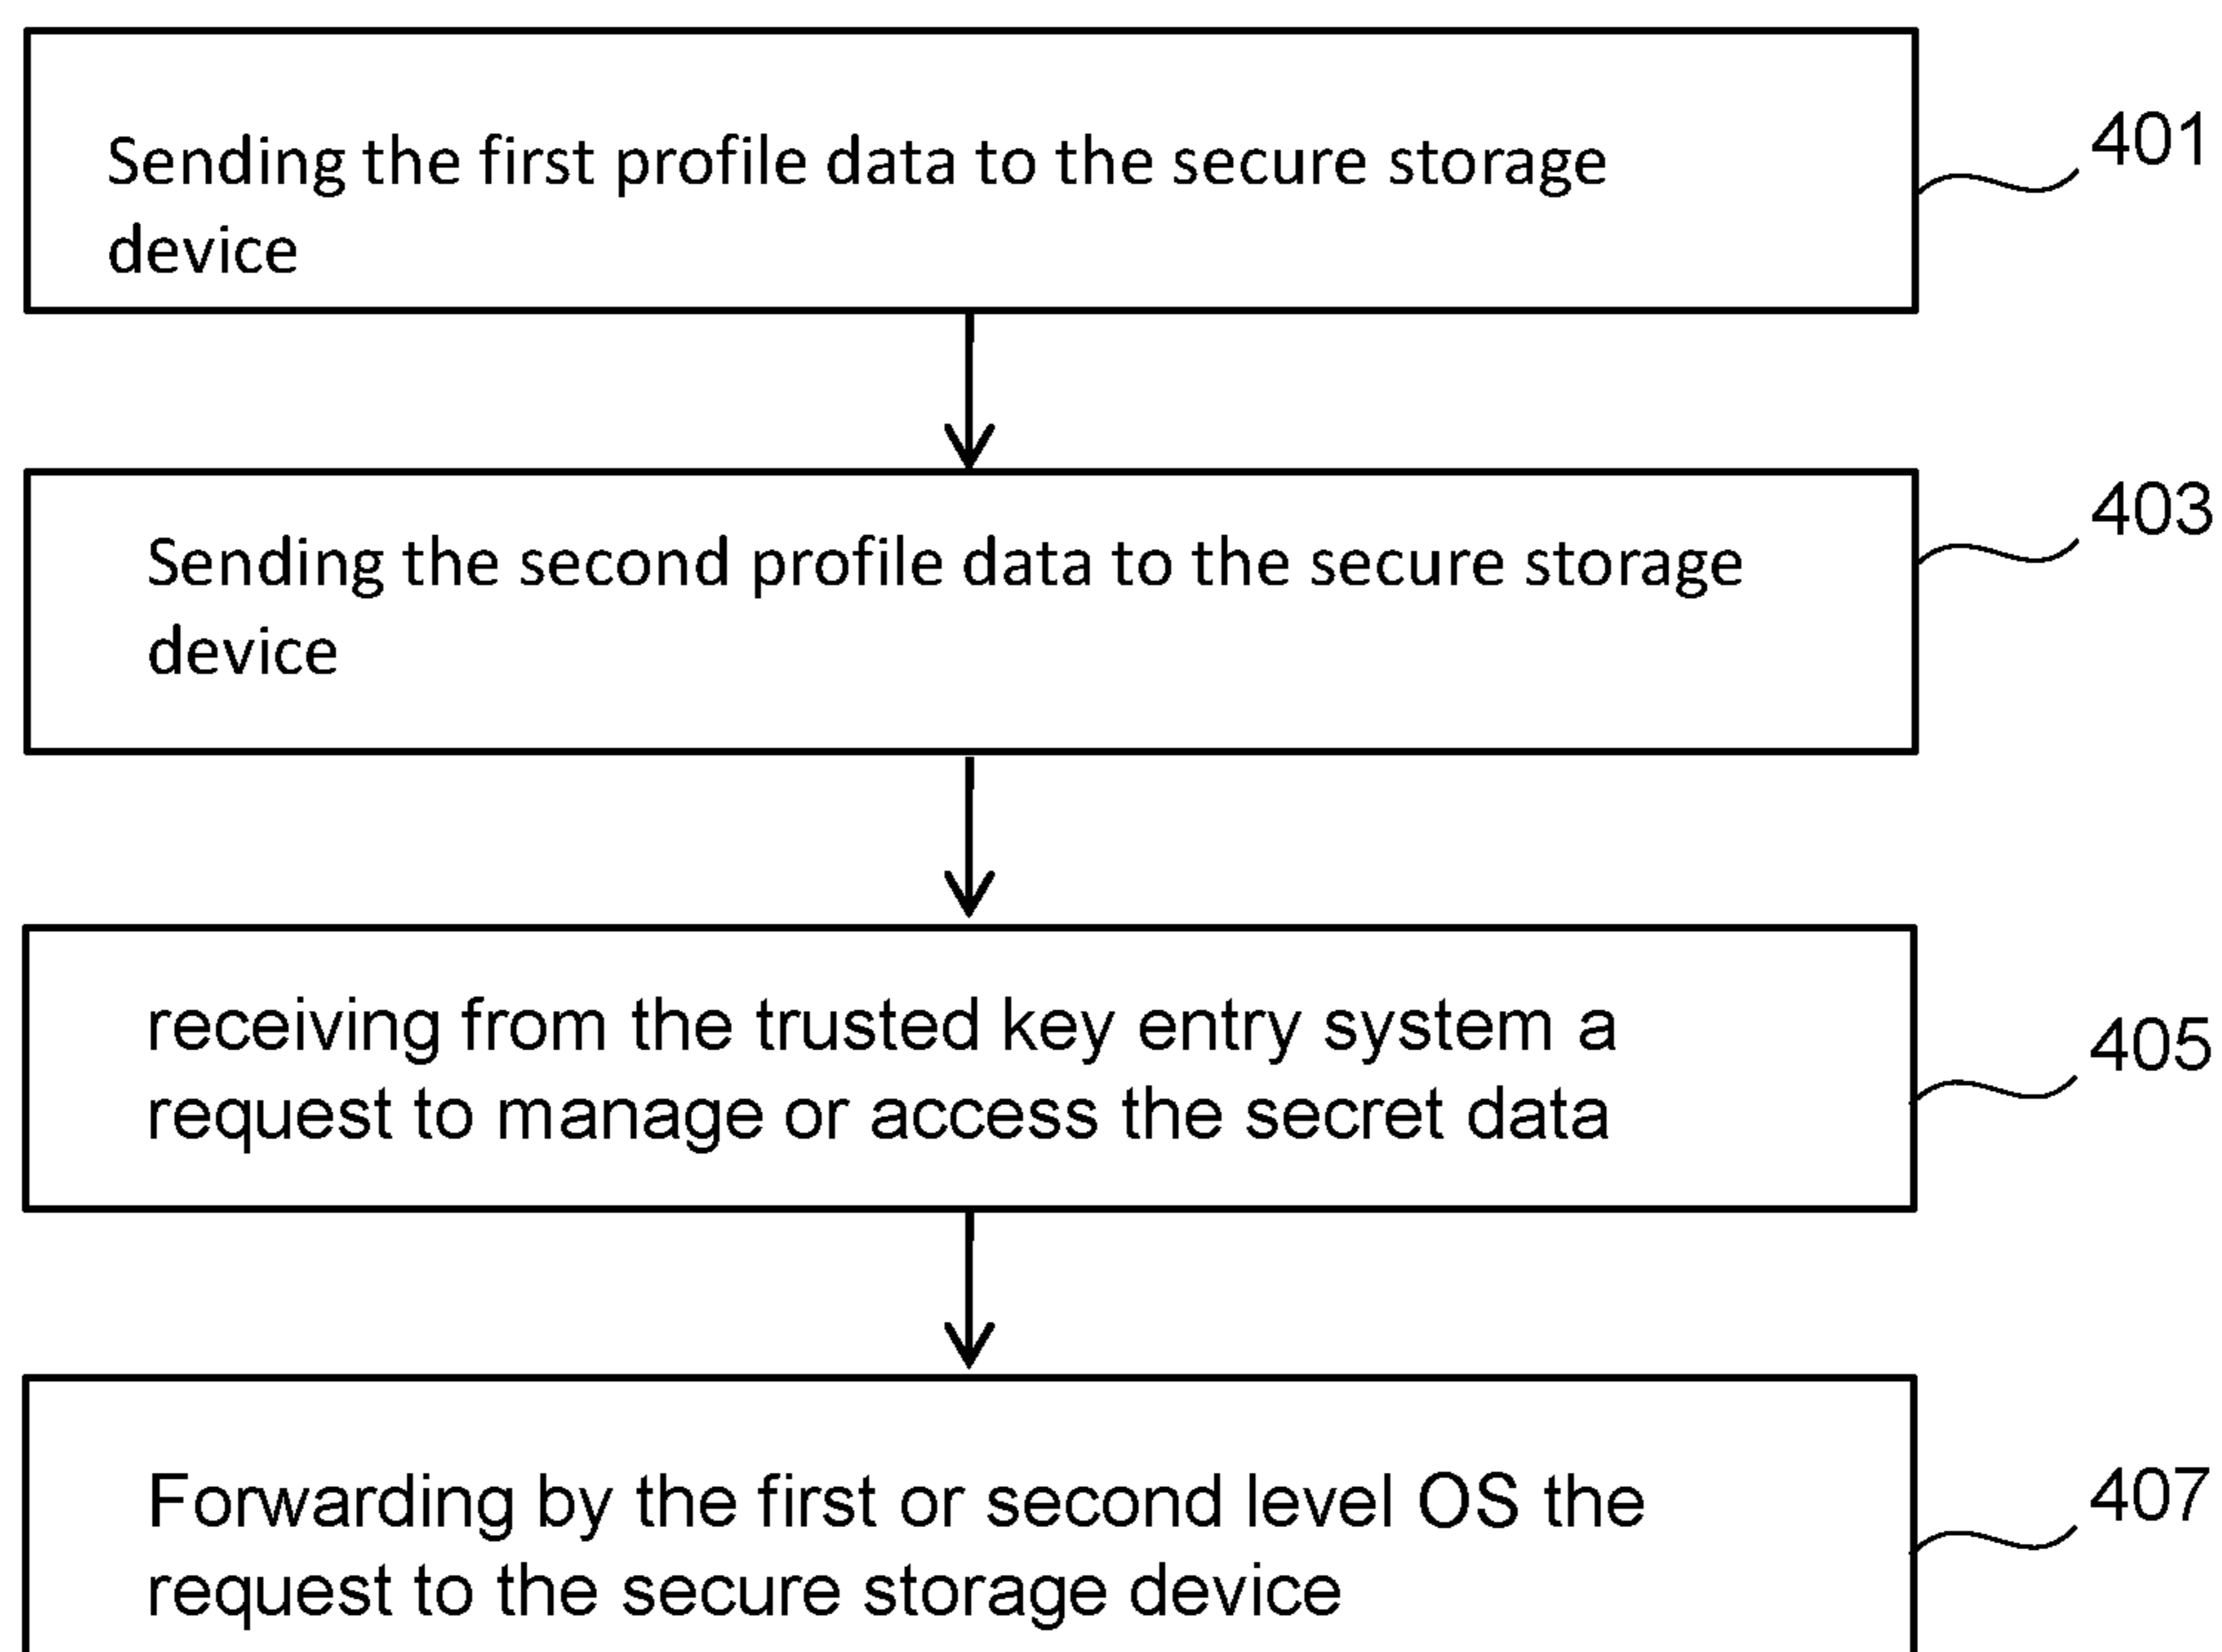 Sending the first profile data to the secure storage
device
401
Sending the second profile data to the secure storage
device
403
receiving from the trusted key entry system a
request to manage or access the secret data
405
Forwarding by the first or second level OS the
request to the secure storage device
407